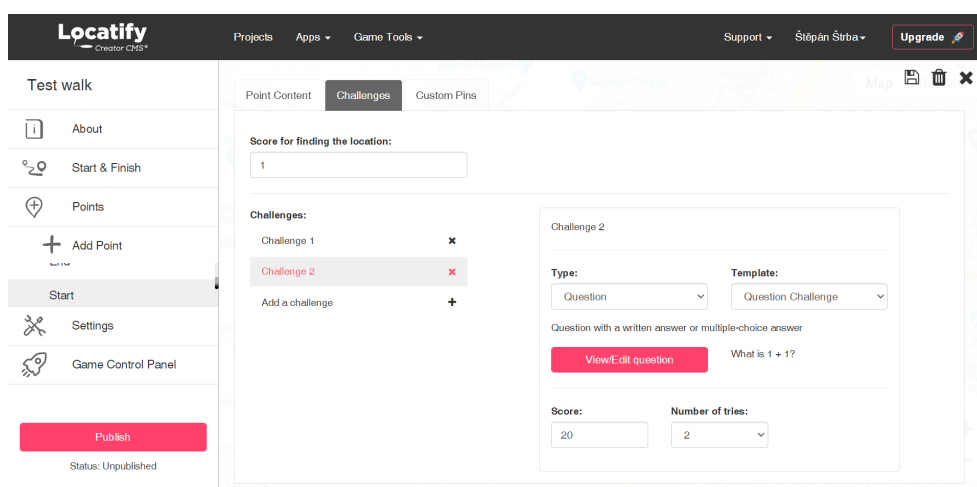 Locatify
Creator CMS®
Projects Apps Game Tools Support Štěpán Štrba Upgrade 🚀
Test walk
About
Start & Finish
Points
Add Point
End
Start
Settings
Game Control Panel
Publish
Status: Unpublished
Point Content Challenges Custom Pins
Map
Score for finding the location:
1
Challenges:
Challenge 1
Challenge 2
Add a challenge
Challenge 2
Type: Template:
Question Question Challenge
Question with a written answer or multiple-choice answer
View/Edit question What is 1 + 1?
Score: Number of tries:
20 2